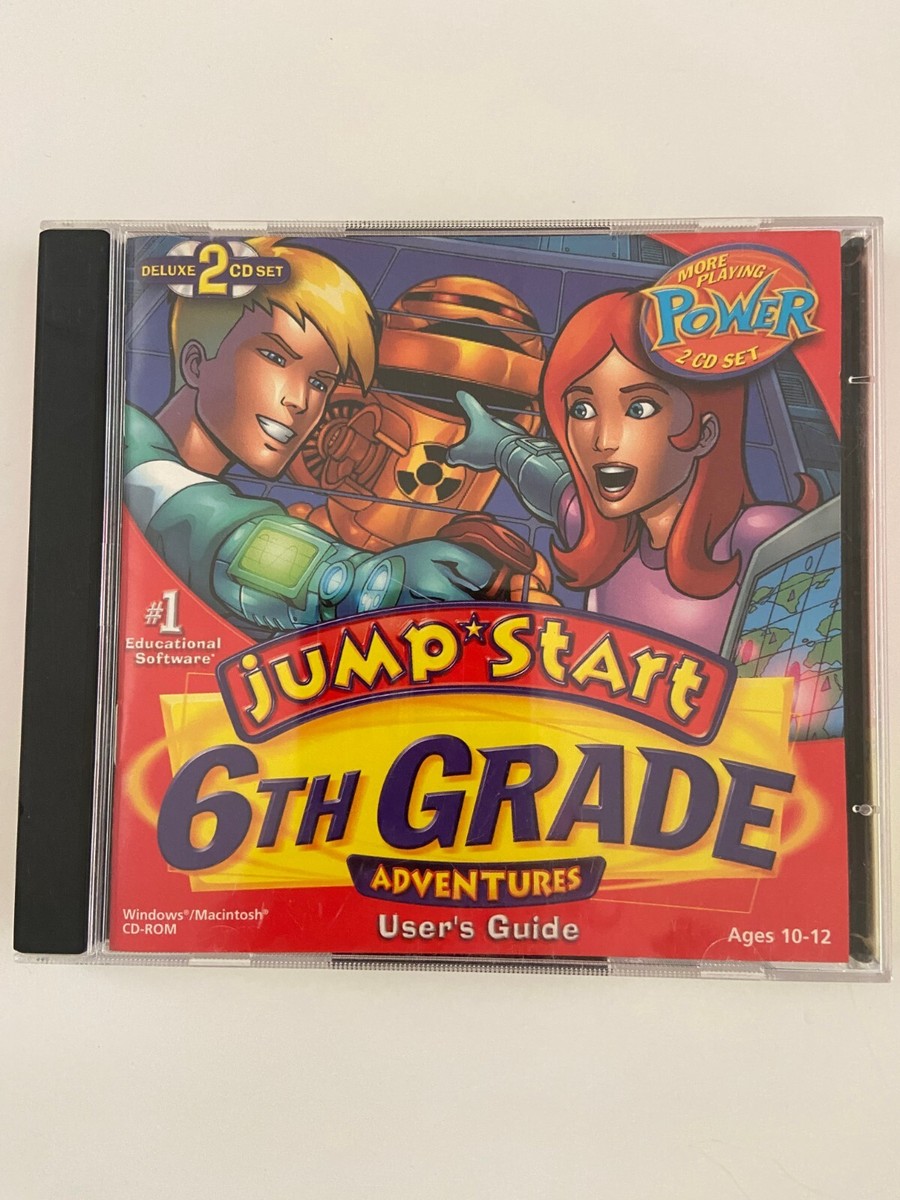 DELUXE 2 CD SET
MORE
PLAYING
POWER
2 CD SET
#1
Educational
Software*
JUMP★START
6TH GRADE
ADVENTURES
User's Guide
Windows®/Macintosh®
CD-ROM
Ages 10-12